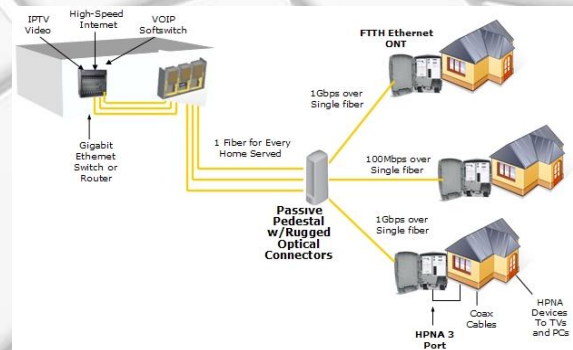 IPTV
Video
High-Speed
Internet
VOIP
Softswitch
Gigabit
Ethernet
Switch or
Router
1 Fiber for Every
Home Served
Passive
Pedestal
w/Rugged
Optical
Connectors
FTTH Ethernet
ONT
1Gbps over
Single fiber
100Mbps over
Single fiber
1Gbps over
Single fiber
HPNA 3
Port
Coax
Cables
HPNA
Devices
To TVs
and PCs